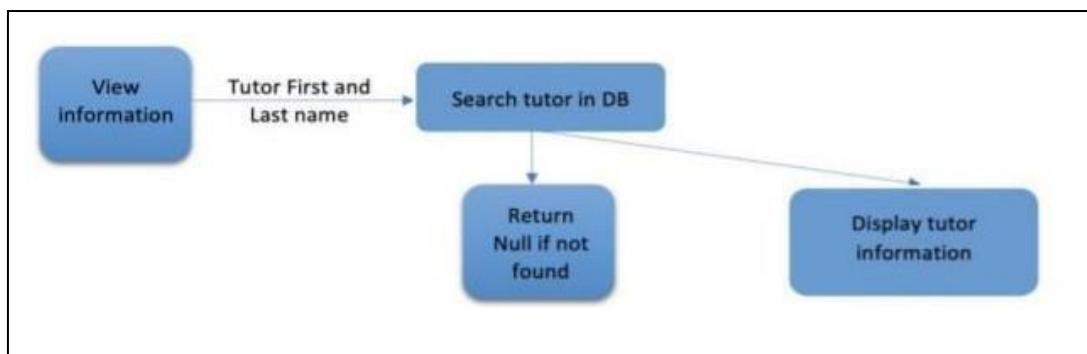 View
information
Tutor First and
Last name
Search tutor in DB
Return
Null if not
found
Display tutor
information